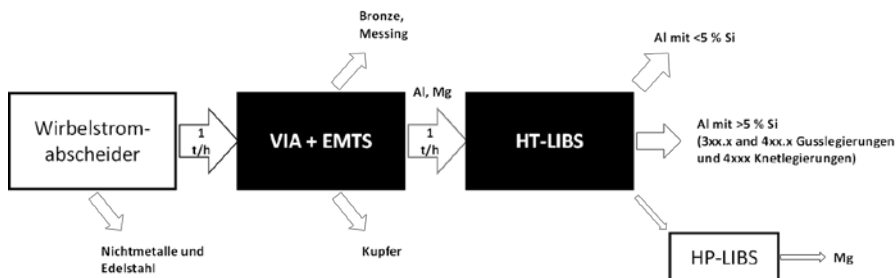 Bronze,
Messing
Al mit <5 % Si
Al, Mg
Wirbelstrom-
abscheider
1
t/h
VIA + EMTS
1
t/h
HT-LIBS
Al mit >5 % Si
(3xx.x and 4xx.x Gusslegierungen
und 4xxx Knetlegierungen)
Nichtmetalle und
Edelstahl
Kupfer
HP-LIBS
Mg